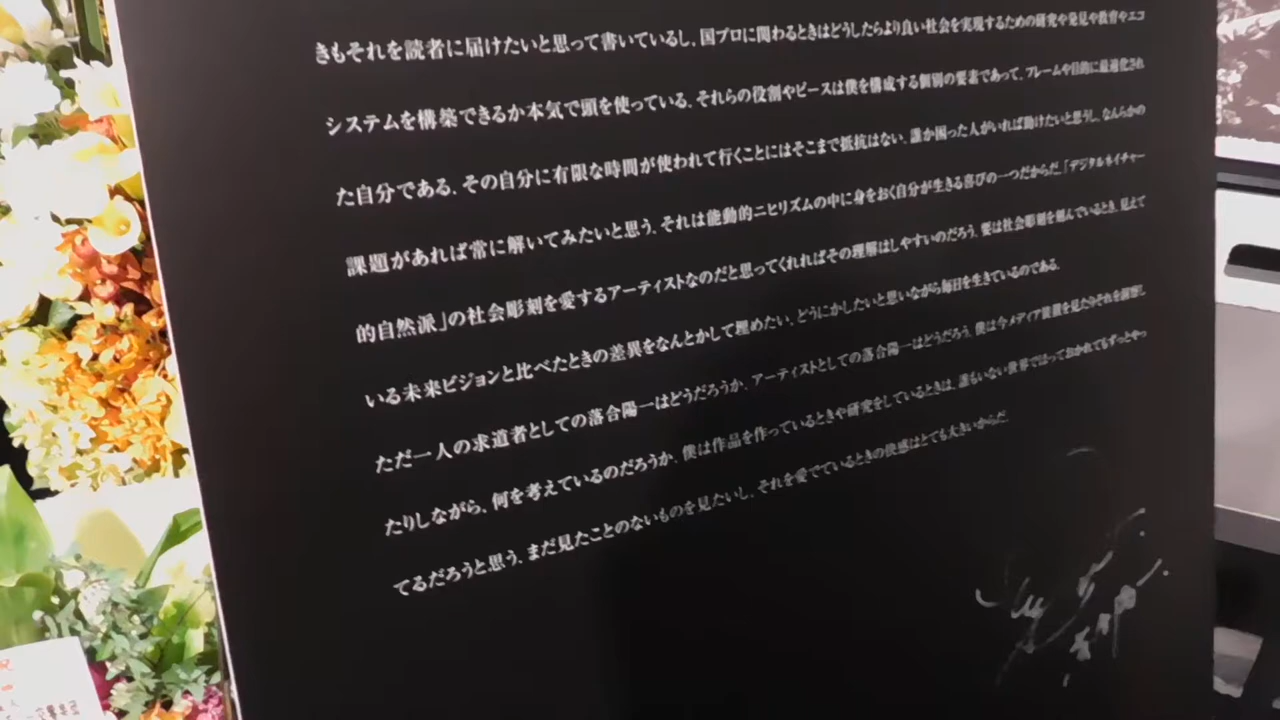 きもそれを読者に届けたいと思って書いているし、国プロに関わるときはどうしたらより良い社会を実現するための研究や発見や教育やエコ
システムを構築できるか本気で頭を使っている。それらの役割やピースは僕を構成する個別の要素であって、フレームや目的に最適化され
た自分である。その自分に有限な時間が使われて行くことにはそこまで抵抗はない。誰か困った人がいれば助けたいと思うし、なんらかの
課題があれば常に解いてみたいと思う。それは能動的ニヒリズムの中に身をおく自分が生きる喜びの一つだからだ。「デジタルネイチャー
的自然派」の社会彫刻を愛するアーティストなのだと思ってくれればその理解はしやすいのだろう。要は社会彫刻を刻んでいるとき、見えて
いる未来ビジョンと比べたときの差異をなんとかして埋めたい、どうにかしたいと思いながら毎日を生きているのである。
ただ一人の求道者としての落合陽一はどうだろうか、アーティストとしての落合陽一はどうだろう。僕は今メディア装置を見たりそれを洞察し
たりしながら、何を考えているのだろうか。僕は作品を作っているときや研究をしているときは、誰もいない世界でほっておかれてもずっとやっ
てるだろうと思う。まだ見たことのないものを見たいし、それを愛でているときの快感はとても大きいからだ。